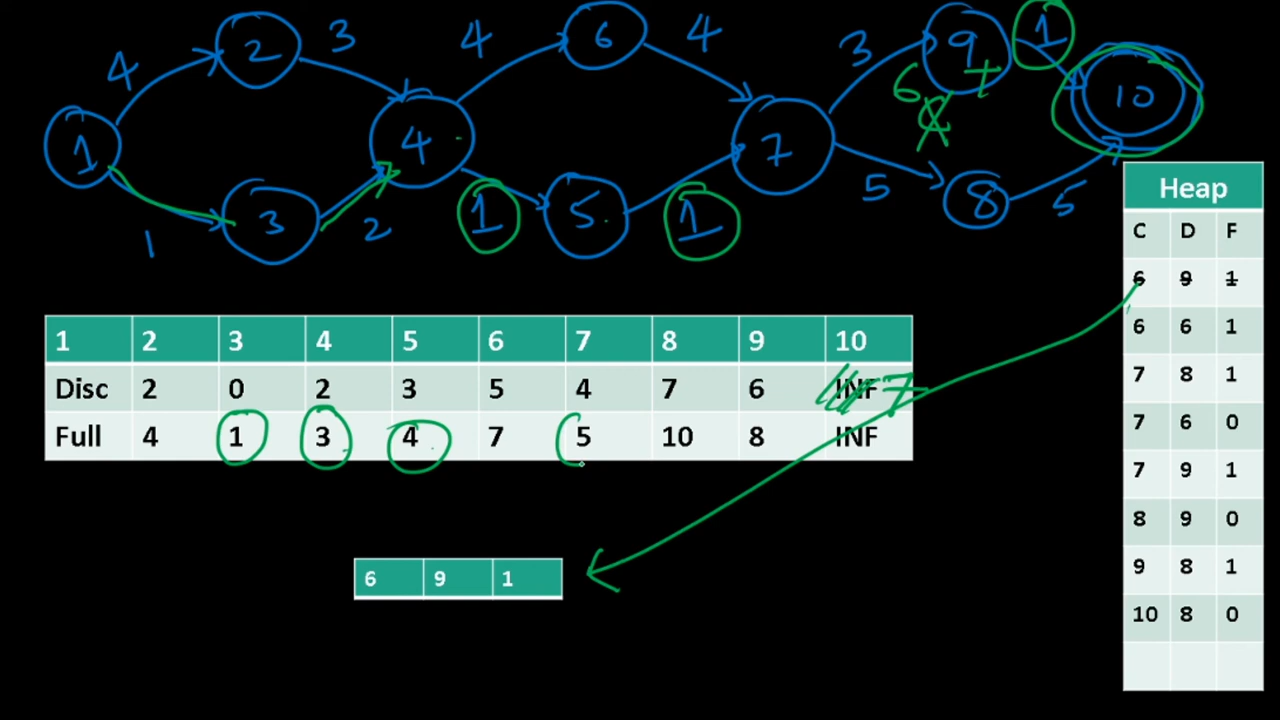 4 2 3 4 6 4 3 9 1
6 + 10
1 4 7
1 3 2 1 5 1 5 8 5
Heap
C D F
6 9 1
6 6 1
7 8 1
7 6 0
7 9 1
8 9 0
9 8 1
10 8 0
1 2 3 4 5 6 7 8 9 10
Disc 2 0 2 3 5 4 7 6 INF 7
Full 4 1 3 4 7 5 10 8 INF
6 9 1